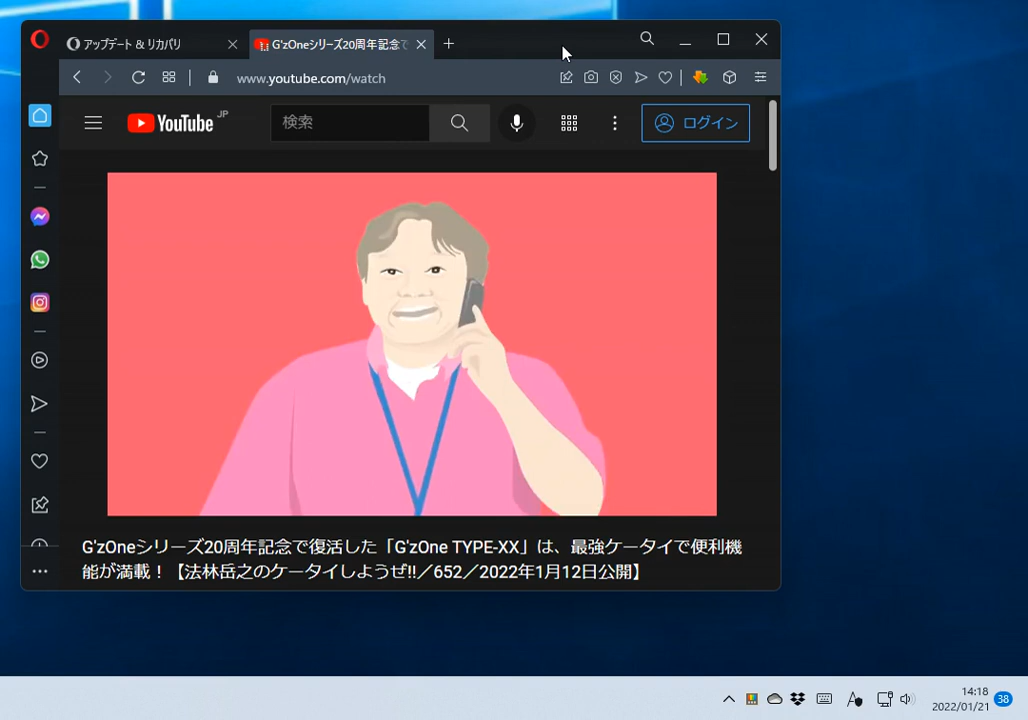 アップデート & リカバリ
G'zOneシリーズ20周年記念で
www.youtube.com/watch
YouTube JP
検索
ログイン
G'zOneシリーズ20周年記念で復活した「G'zOne TYPE-XX」は、最強ケータイで便利機
能が満載！【法林岳之のケータイしようぜ!!／652／2022年1月12日公開】
14:18
2022/01/21
38